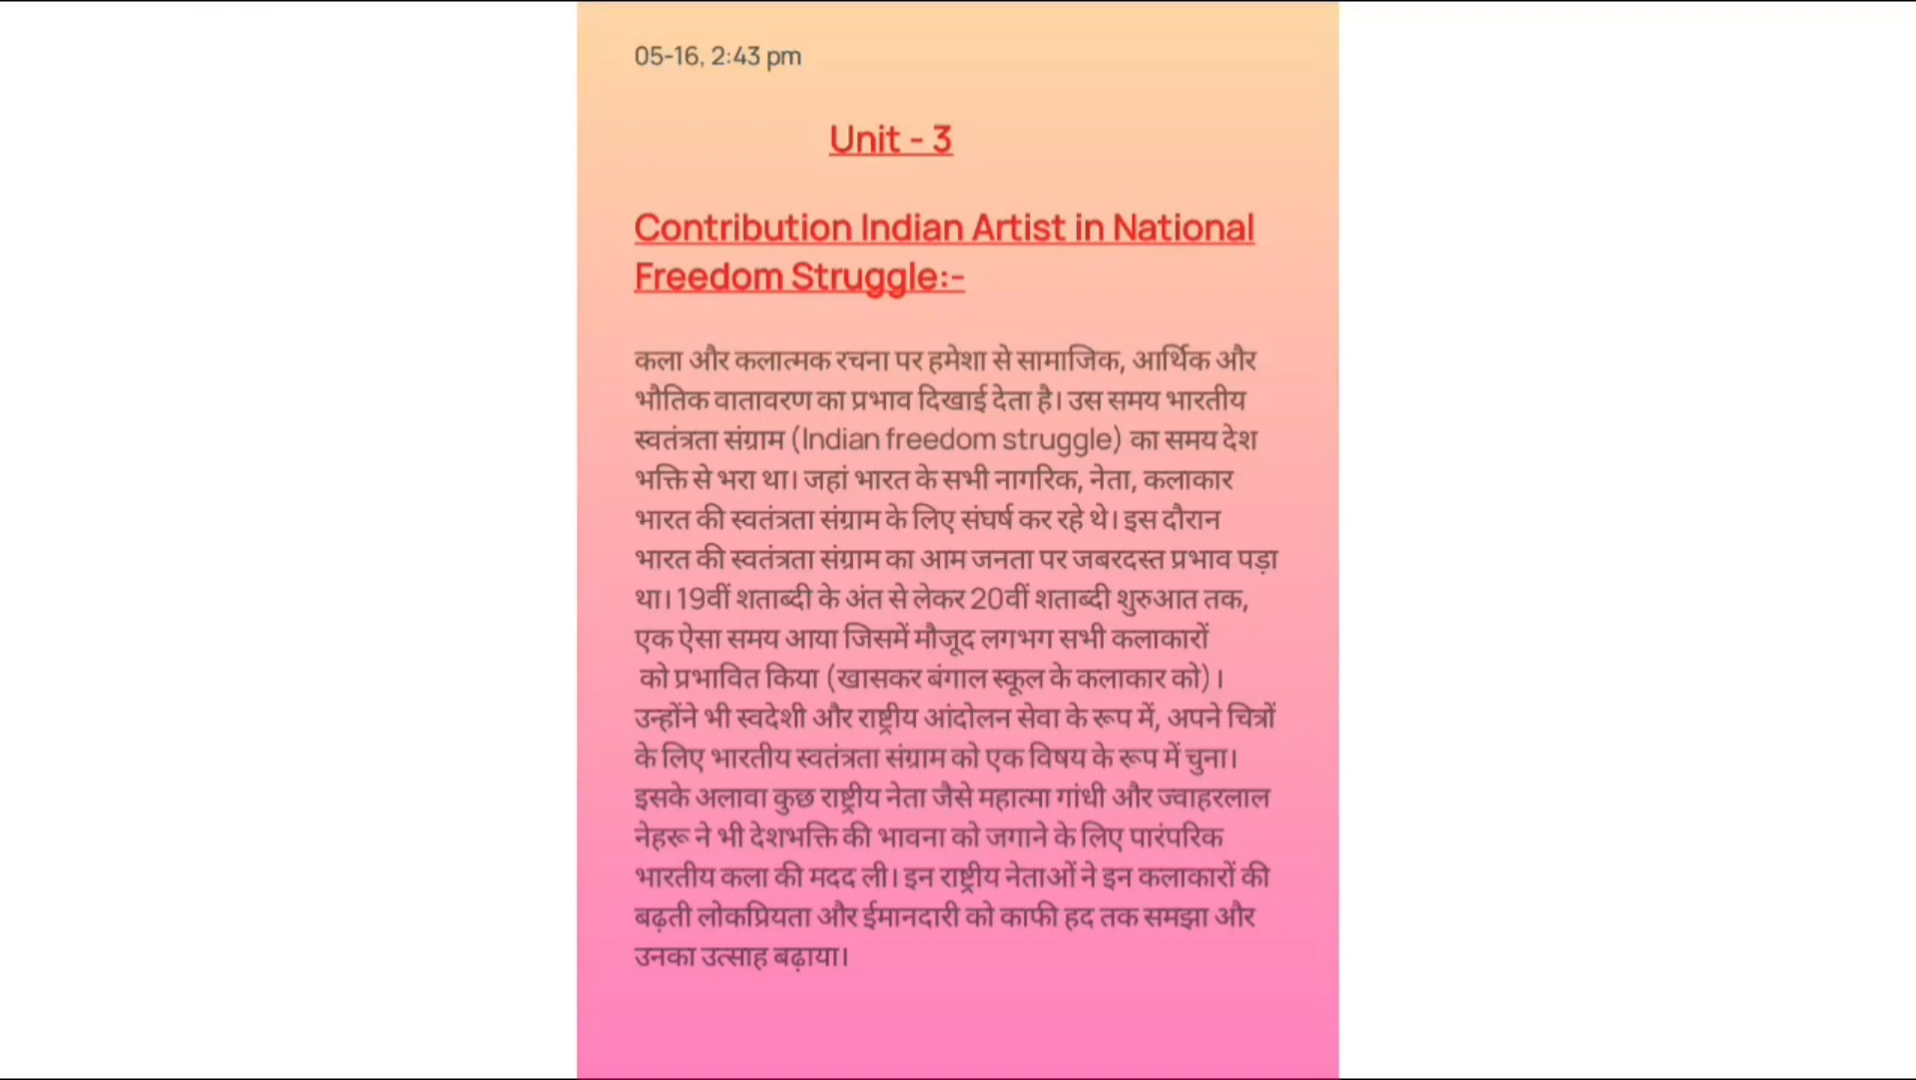 05-16, 2:43 pm
Unit - 3
Contribution Indian Artist in National
Freedom Struggle:-
कला और कलात्मक रचना पर हमेशा से सामाजिक, आर्थिक और
भौतिक वातावरण का प्रभाव दिखाई देता है। उस समय भारतीय
स्वतंत्रता संग्राम (Indian freedom struggle) का समय देश
भक्ति से भरा था। जहां भारत के सभी नागरिक, नेता, कलाकार
भारत की स्वतंत्रता संग्राम के लिए संघर्ष कर रहे थे। इस दौरान
भारत की स्वतंत्रता संग्राम का आम जनता पर जबरदस्त प्रभाव पड़ा
था। 19वीं शताब्दी के अंत से लेकर 20वीं शताब्दी शुरुआत तक,
एक ऐसा समय आया जिसमें मौजूद लगभग सभी कलाकारों
को प्रभावित किया (खासकर बंगाल स्कूल के कलाकार को)।
उन्होंने भी स्वदेशी और राष्ट्रीय आंदोलन सेवा के रूप में, अपने चित्रों
के लिए भारतीय स्वतंत्रता संग्राम को एक विषय के रूप में चुना।
इसके अलावा कुछ राष्ट्रीय नेता जैसे महात्मा गांधी और ज्वाहरलाल
नेहरू ने भी देशभक्ति की भावना को जगाने के लिए पारंपरिक
भारतीय कला की मदद ली। इन राष्ट्रीय नेताओं ने इन कलाकारों की
बढ़ती लोकप्रियता और ईमानदारी को काफी हद तक समझा और
उनका उत्साह बढ़ाया।